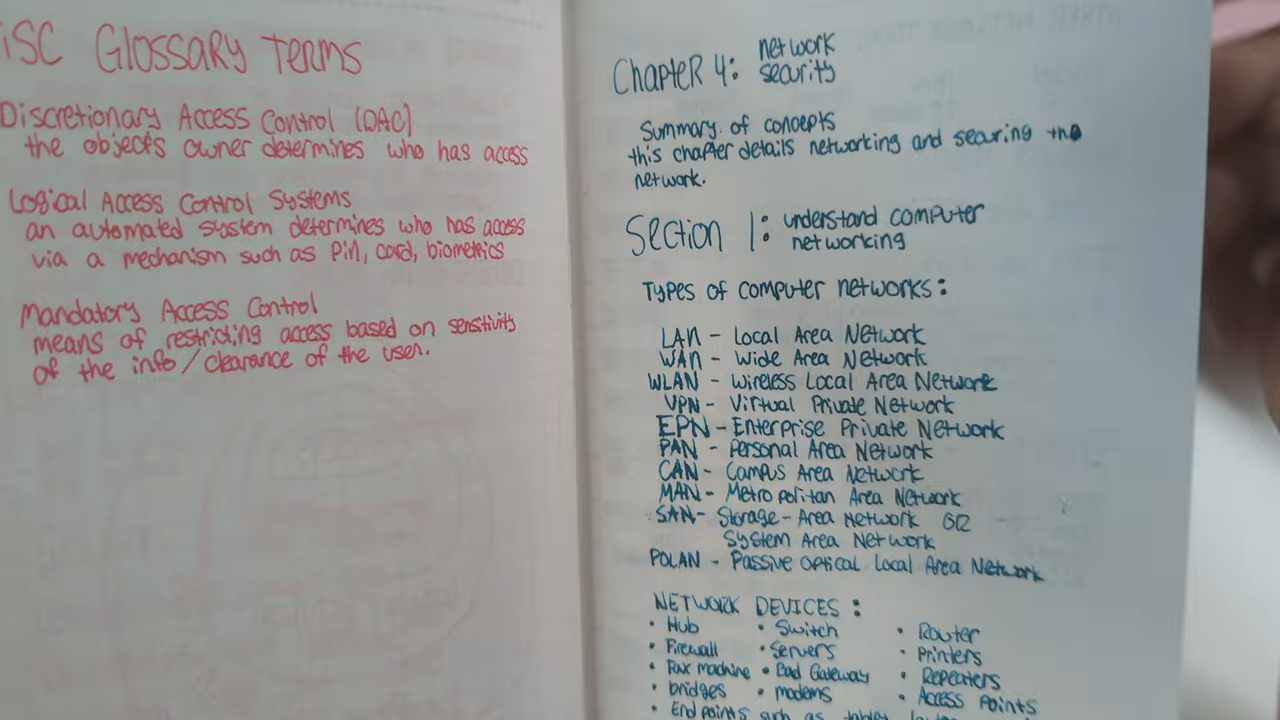 iSC Glossary Terms
Discretionary Access Control (DAC)
the objects owner determines who has access
Logical Access Control Systems
an automated system determines who has access
via a mechanism such as Pin, card, biometrics
Mandatory Access Control
means of restricting access based on sensitivity
of the info / clearance of the user.
Chapter 4: network
security
Summary of concepts
this chapter details networking and securing the
network.
Section 1: understand computer
networking
Types of computer networks:
LAN - Local Area Network
WAN - Wide Area Network
WLAN - Wireless Local Area Network
VPN - Virtual Private Network
EPN - Enterprise Private Network
PAN - Personal Area Network
CAN - Campus Area Network
MAN - Metropolitan Area Network
SAN - Storage-Area Network OR
System Area Network
POLAN - Passive Optical Local Area Network
NETWORK DEVICES:
• Hub • Switch • Router
• Firewall • Servers • Printers
• Fax machine • Gateway • Repeaters
• bridges • modems • Access Points
• Endpoints such as